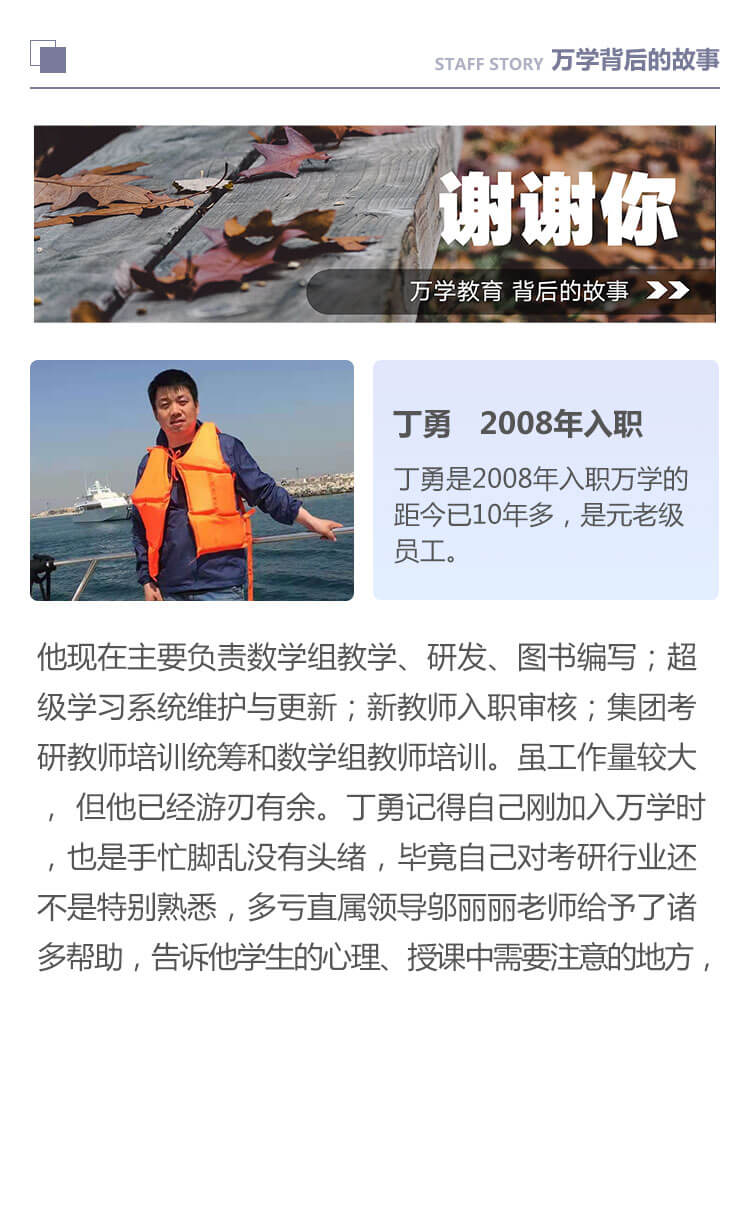 STAFF STORY 万学背后的故事
谢谢你
万学教育 背后的故事
丁勇 2008年入职
丁勇是2008年入职万学的
距今已10年多，是元老级
员工。
他现在主要负责数学组教学、研发、图书编写；超
级学习系统维护与更新；新教师入职审核；集团考
研教师培训统筹和数学组教师培训。虽工作量较大
， 但他已经游刃有余。丁勇记得自己刚加入万学时
，也是手忙脚乱没有头绪，毕竟自己对考研行业还
不是特别熟悉，多亏直属领导邬丽丽老师给予了诸
多帮助，告诉他学生的心理、授课中需要注意的地方，